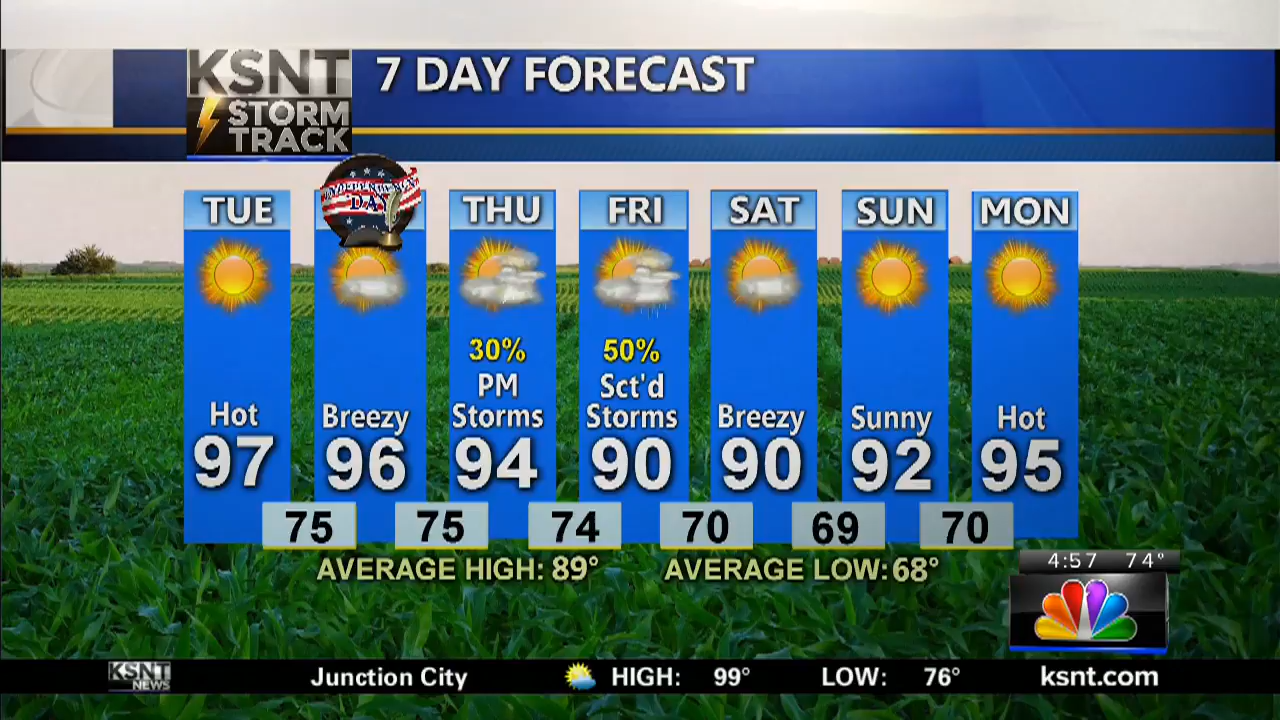 KSNT
STORM
TRACK
7 DAY FORECAST
TUE
INDEPENDENCE
DAY
THU
FRI
SAT
SUN
MON
30%
50%
PM
Sct'd
Hot
Breezy
Storms
Storms
Breezy
Sunny
Hot
97
96
94
90
90
92
95
75
75
74
70
69
70
AVERAGE HIGH: 89°
AVERAGE LOW: 68°
4:57 74°
KSNT
NEWS
Junction City HIGH: 99° LOW: 76° ksnt.com